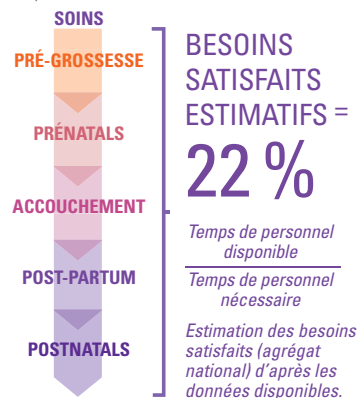 SOINS
PRÉ-GROSSESSE
PRÉNATALS
ACCOUCHEMENT
POST-PARTUM
POSTNATALS
BESOINS
SATISFAITS
ESTIMATIFS =
22 %
Temps de personnel
disponible
Temps de personnel
nécessaire
Estimation des besoins
satisfaits (agrégat
national) d’après les
données disponibles.